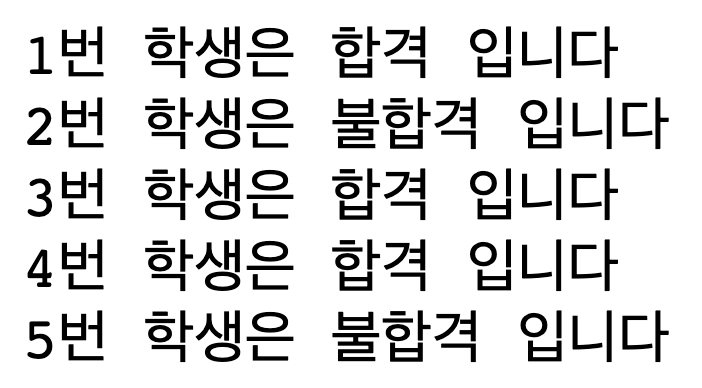 1번 학생은 합격 입니다
2번 학생은 불합격 입니다
3번 학생은 합격 입니다
4번 학생은 합격 입니다
5번 학생은 불합격 입니다